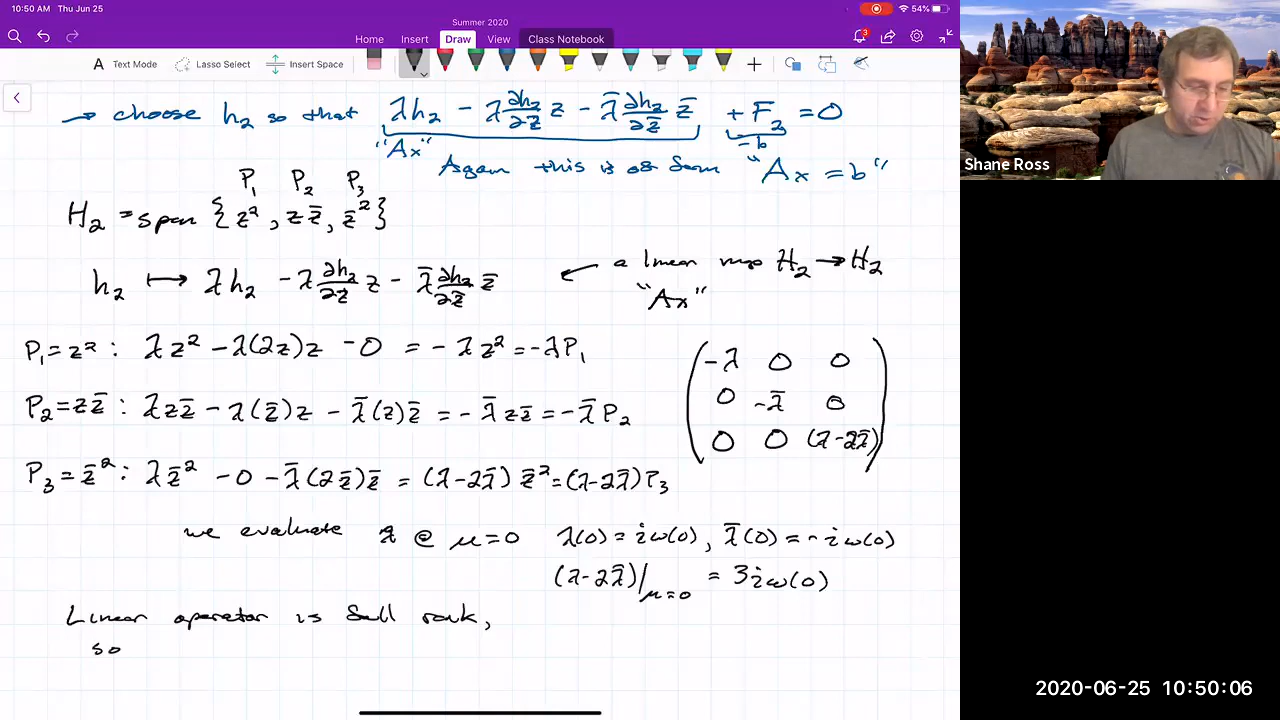 10:50 AM Thu Jun 25
54%
Summer 2020
Home Insert Draw View Class Notebook
3
A Text Mode Lasso Select Insert Space
→ choose h₂ so that λh₂ - λ ∂h₂/∂z z - λ̄ ∂h₂/∂z̄ z̄ + F₂ = 0
"Ax" -b
Again this is of form "Ax = b"
P₁ P₂ P₃
H₂ = span { z², z z̄, z̄² }
h₂ ↦ λh₂ - λ ∂h₂/∂z z - λ̄ ∂h₂/∂z̄ z̄ ← a linear map H₂ → H₂
"Ax"
P₁ = z² : λz² - λ(2z)z - 0 = -λz² = -λP₁
P₂ = z z̄ : λz z̄ - λ(z̄)z - λ̄(z)z̄ = -λ̄z z̄ = -λ̄P₂
P₃ = z̄² : λz̄² - 0 - λ̄(2z̄)z̄ = (λ-2λ̄) z̄² = (λ-2λ̄)P₃
-λ 0 0
0 -λ̄ 0
0 0 (λ-2λ̄)
we evaluate λ @ μ=0 λ(0) = iω(0), λ̄(0) = -iω(0)
(λ-2λ̄)|μ=0 = 3iω(0)
Linear operator is full rank,
so
Shane Ross
2020-06-25 10:50:06